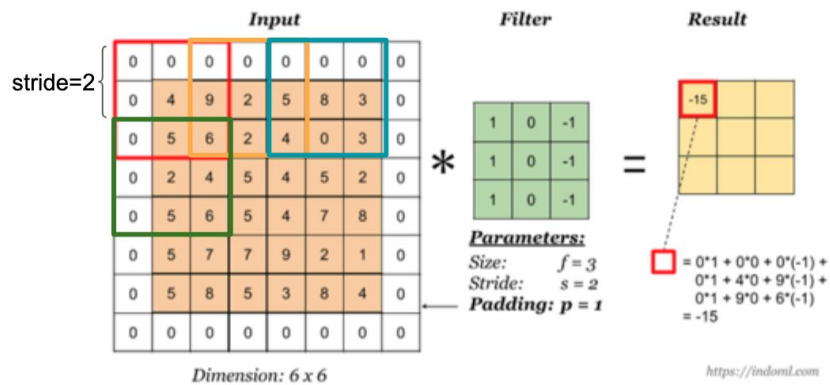 Input Filter Result
stride=2
0 0 0 0 0 0 0 0
0 4 9 2 5 8 3 0
0 5 6 2 4 0 3 0
0 2 4 5 4 5 2 0
0 5 6 5 4 7 8 0
0 5 7 7 9 2 1 0
0 5 8 5 3 8 4 0
0 0 0 0 0 0 0 0
Dimension: 6 x 6
*
1 0 -1
1 0 -1
1 0 -1
Parameters:
Size: f = 3
Stride: s = 2
Padding: p = 1
=
-15
= 0*1 + 0*0 + 0*(-1) +
0*1 + 4*0 + 9*(-1) +
0*1 + 9*0 + 6*(-1)
= -15
https://indoml.com